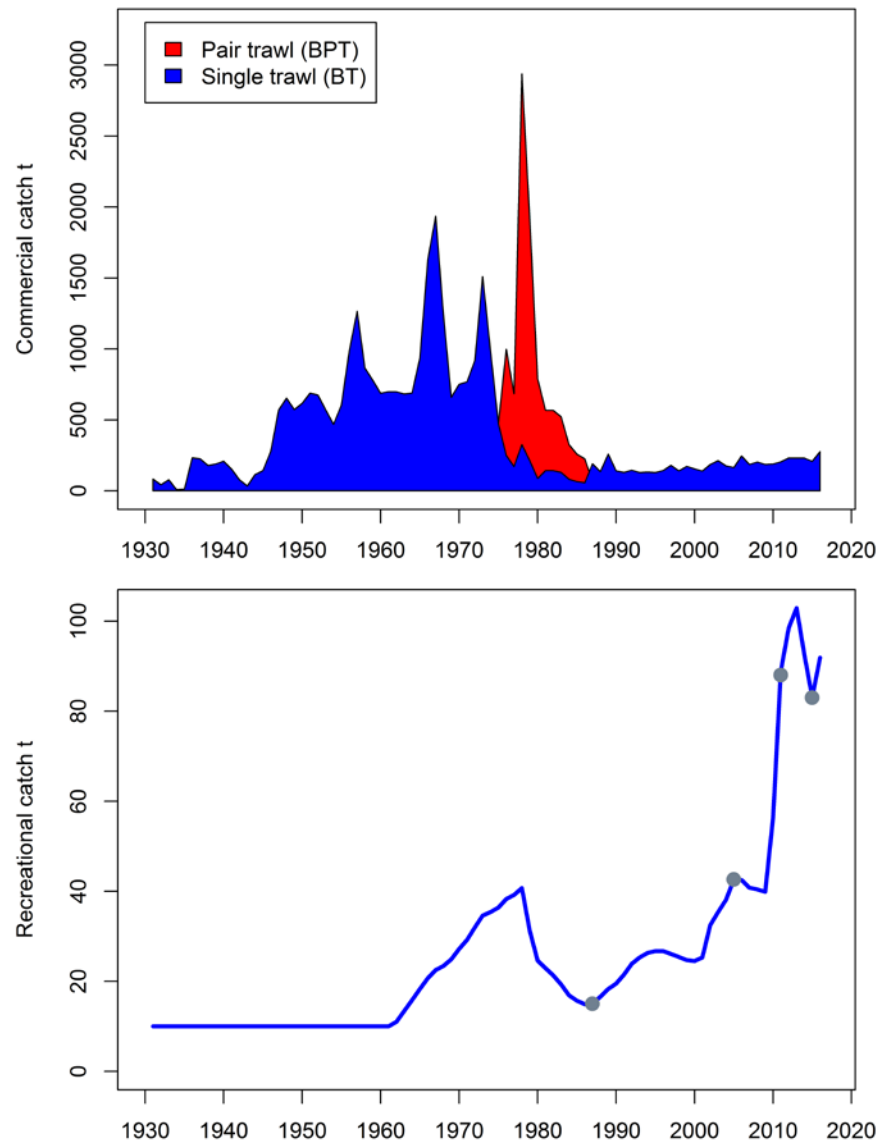 Pair trawl (BPT)
Single trawl (BT)
Commercial catch t
3000
2500
2000
1500
1000
500
0
1930 1940 1950 1960 1970 1980 1990 2000 2010 2020
Recreational catch t
100
80
60
40
20
0
1930 1940 1950 1960 1970 1980 1990 2000 2010 2020